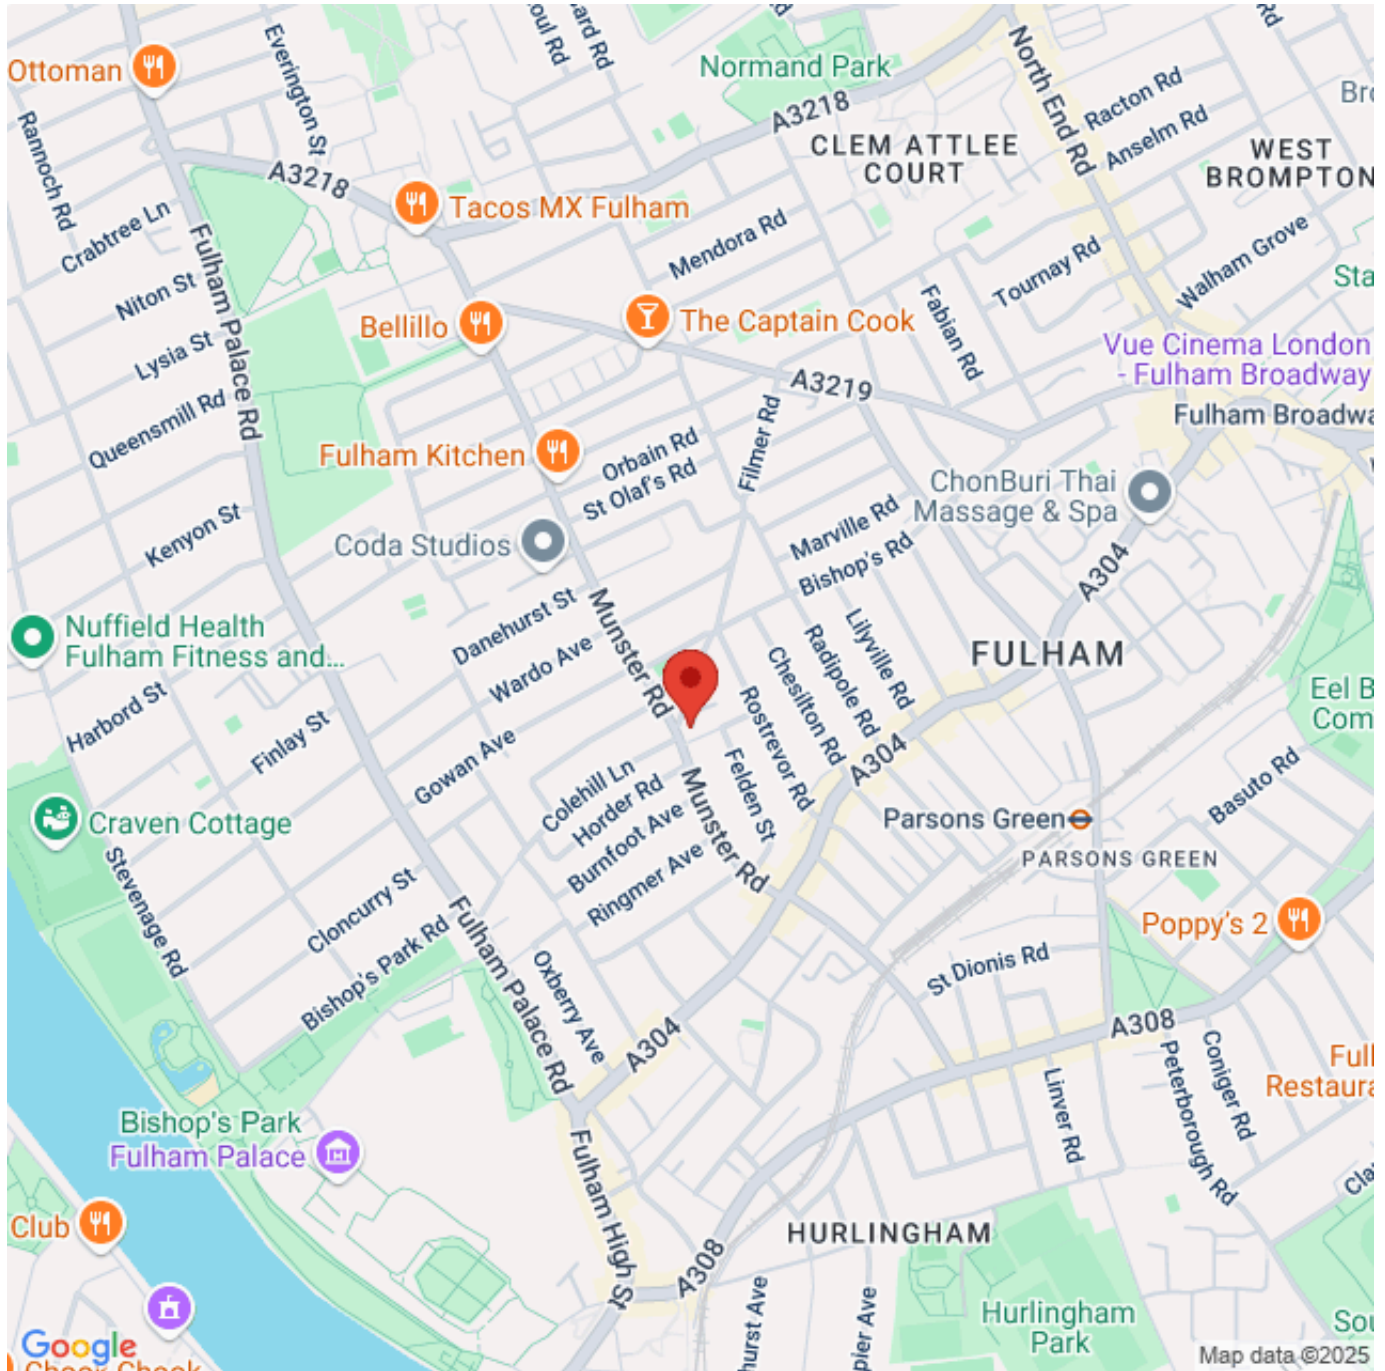 Ottoman
Everington St
Rannoch Rd
A3218
Crabtree Ln
Niton St
Lysia St
Queensmill Rd
Fulham Palace Rd
Kenyon St
Tacos MX Fulham
Bellillo
Normand Park
A3218
CLEM ATTLEE
COURT
North End Rd
Racton Rd
Anselm Rd
WEST
BROMPTON
Mendora Rd
The Captain Cook
Fabian Rd
Tournay Rd
Walham Grove
Vue Cinema London
- Fulham Broadway
A3219
Filmer Rd
Fulham Kitchen
Orbain Rd
St Olaf's Rd
Coda Studios
ChonBuri Thai
Massage & Spa
Marville Rd
Bishop's Rd
A304
Nuffield Health
Fulham Fitness and...
Harbord St
Finlay St
Danehurst St
Wardo Ave
Gowan Ave
Munster Rd
Lilyville Rd
Radipole Rd
Chesilton Rd
Rostrevor Rd
Felden St
FULHAM
A304
Colehill Ln
Horder Rd
Burnfoot Ave
Ringmer Ave
Munster Rd
Parsons Green
PARSONS GREEN
Basuto Rd
Craven Cottage
Stevenage Rd
Cloncurry St
Bishop's Park Rd
Fulham Palace Rd
Oxberry Ave
A304
Poppy's 2
St Dionis Rd
A308
Linver Rd
Peterborough Rd
Coniger Rd
Bishop's Park
Fulham Palace
Club
Fulham High St
A308
HURLINGHAM
Hurlingham
Park
Google
Map data ©2025